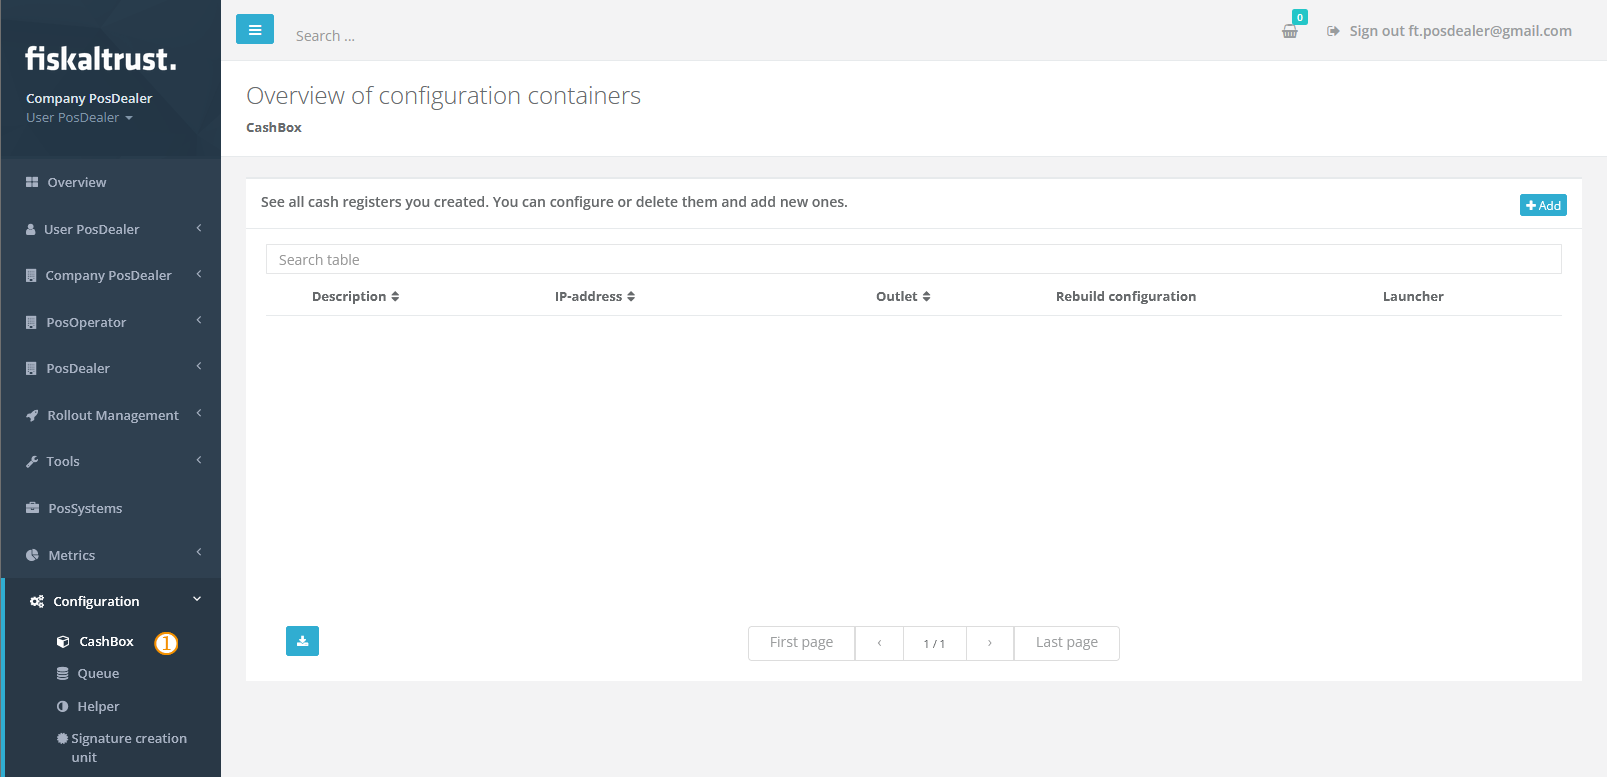 fiskaltrust.
Company PosDealer
User PosDealer
Overview
User PosDealer
Company PosDealer
PosOperator
PosDealer
Rollout Management
Tools
PosSystems
Metrics
Configuration
CashBox 1
Queue
Helper
Signature creation
unit
Search ...
0
Sign out ft.posdealer@gmail.com
Overview of configuration containers
CashBox
See all cash registers you created. You can configure or delete them and add new ones.
Add
Search table
Description IP-address Outlet Rebuild configuration Launcher
First page ‹ 1 / 1 › Last page